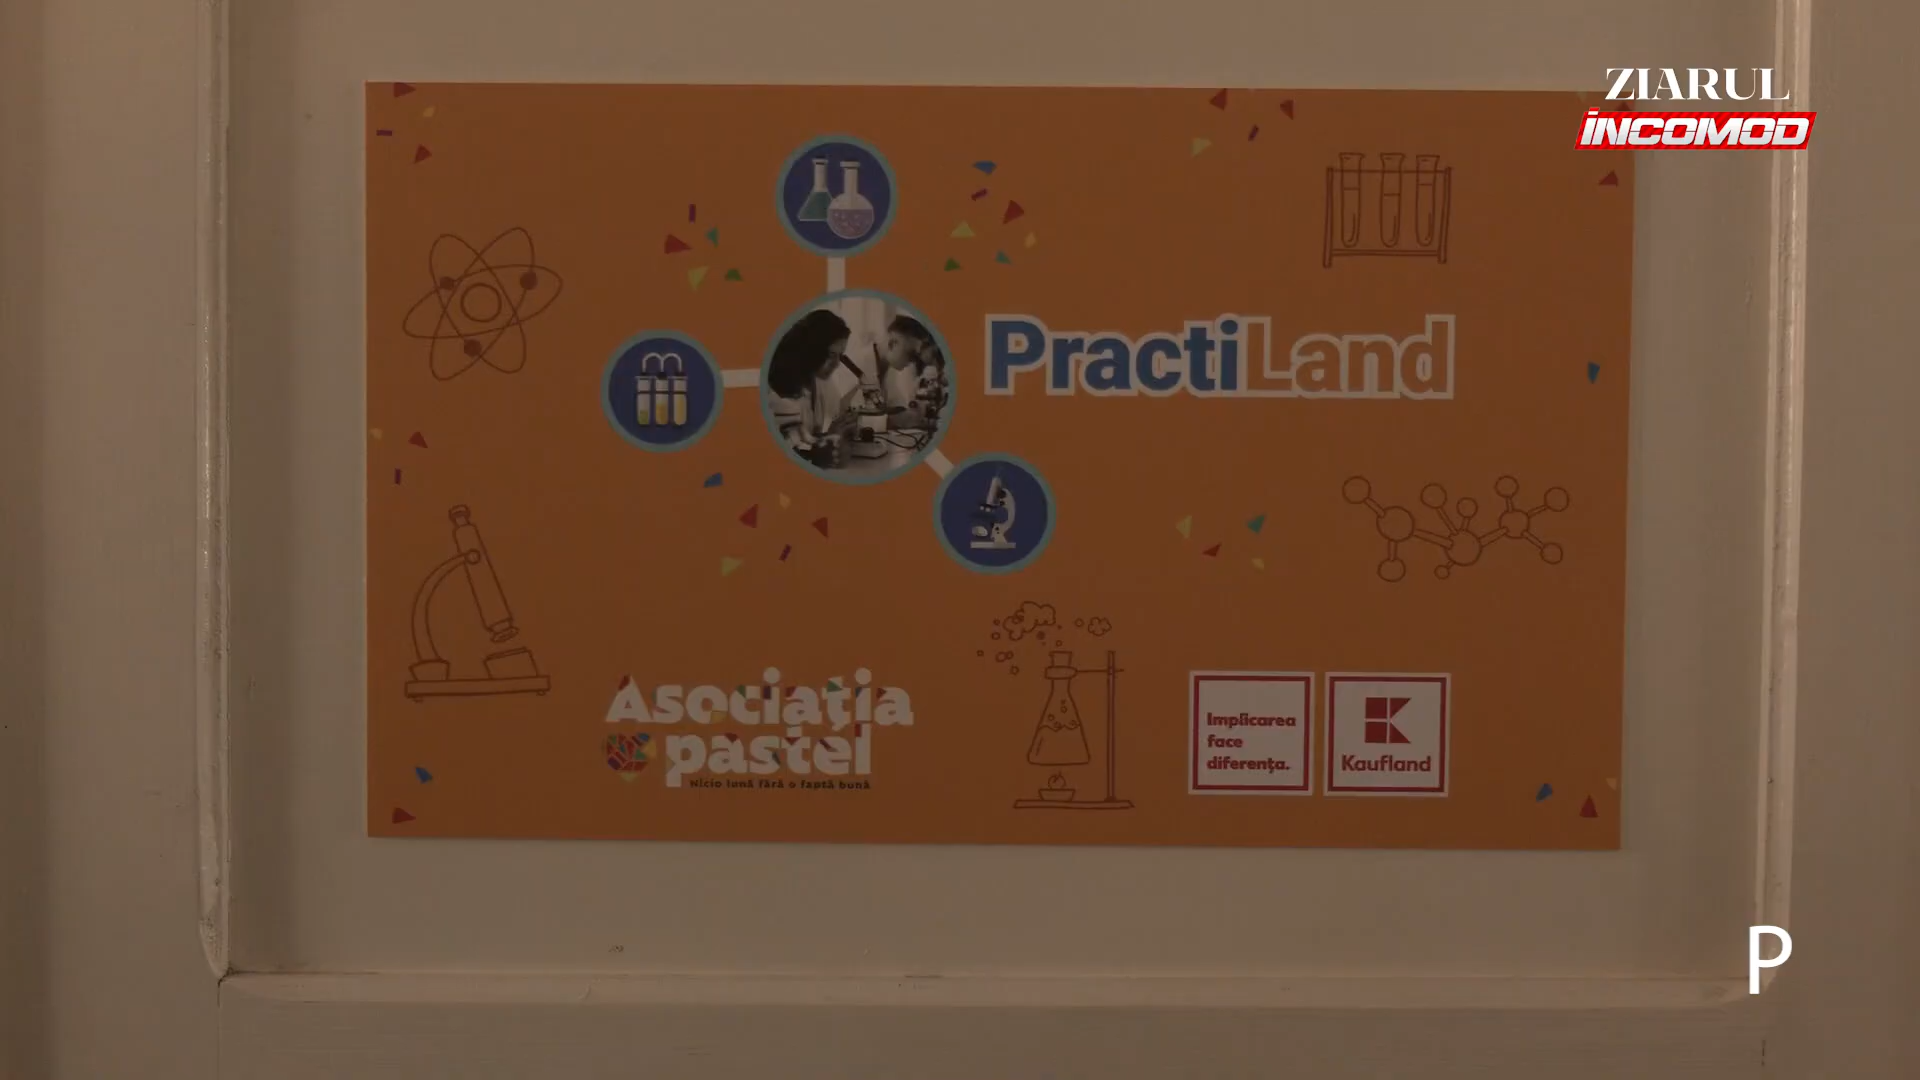 ZIARUL
INCOMOD
PractiLand
Asociația
pastel
Nicio lună fără o faptă bună
Implicarea
face
diferența.
Kaufland
P